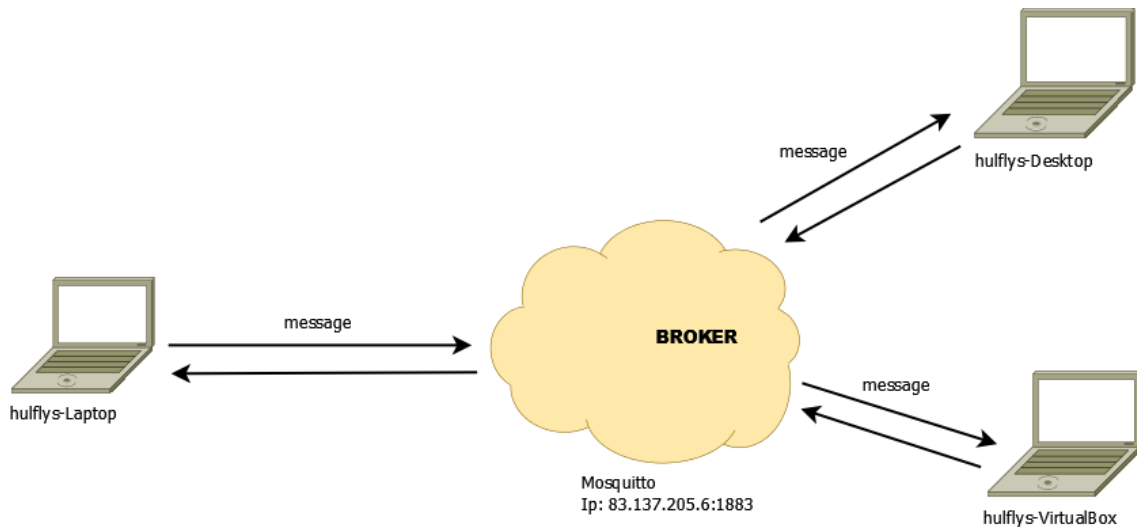 message
hulflys-Desktop
message
BROKER
hulflys-Laptop
message
Mosquitto
Ip: 83.137.205.6:1883
hulflys-VirtualBox